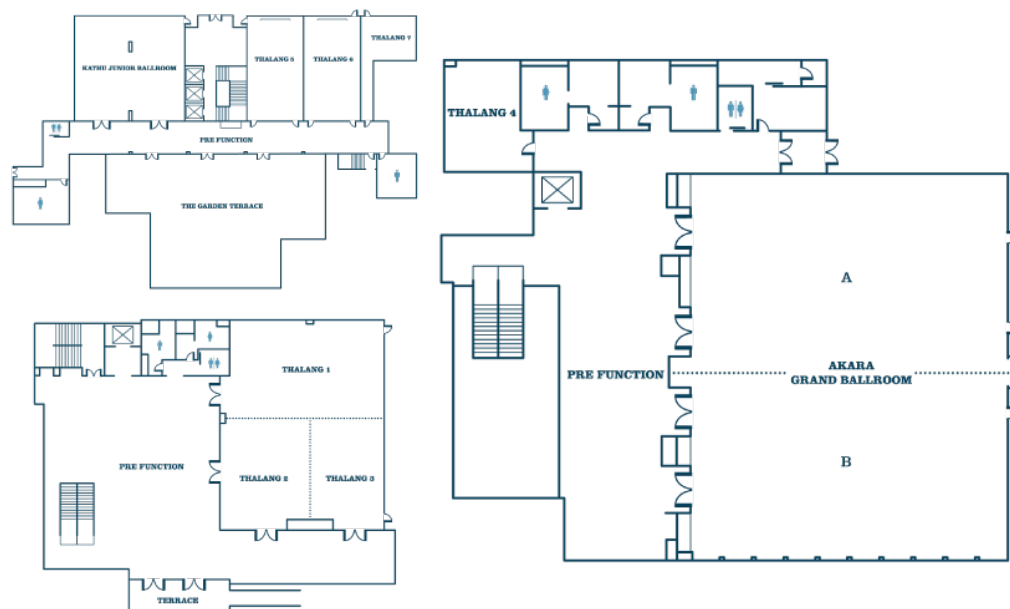 KATHU JUNIOR BALLROOM
THALANG 5
THALANG 6
THALANG 7
PRE FUNCTION
THE GARDEN TERRACE
THALANG 1
PRE FUNCTION
THALANG 2
THALANG 3
TERRACE
THALANG 4
A
PRE FUNCTION
AKARA
GRAND BALLROOM
B